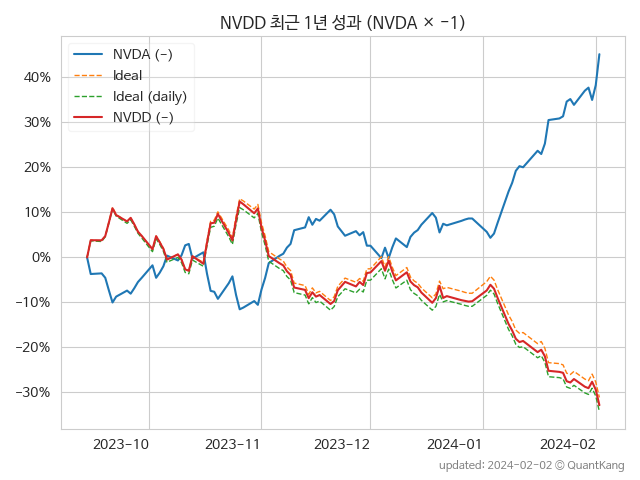 NVDD 최근 1년 성과 (NVDA × −1)
NVDA (−)
Ideal
Ideal (daily)
NVDD (−)
40%
30%
20%
10%
0%
−10%
−20%
−30%
2023−10
2023−11
2023−12
2024−01
2024−02
updated: 2024−02−02 © QuantKang